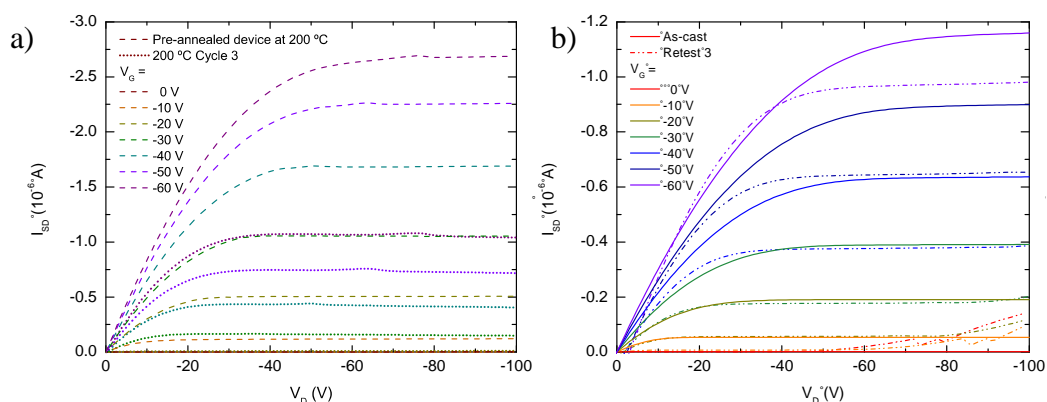 a)
Pre-annealed device at 200 ºC
200 ºC Cycle 3
V_G =
0 V
-10 V
-20 V
-30 V
-40 V
-50 V
-60 V
-3.0
-2.5
-2.0
-1.5
-1.0
-0.5
0.0
I_SD° (10^-6°A)
0 -20 -40 -60 -80 -100
V_D (V)
b)
°As-cast
°Retest°3
V_G°=
°°°0°V
°-10°V
°-20°V
°-30°V
°-40°V
°-50°V
°-60°V
-1.2
-1.0
-0.8
-0.6
-0.4
-0.2
0.0
I_SD° (10^-6°A)
0 -20 -40 -60 -80 -100
V_D°(V)